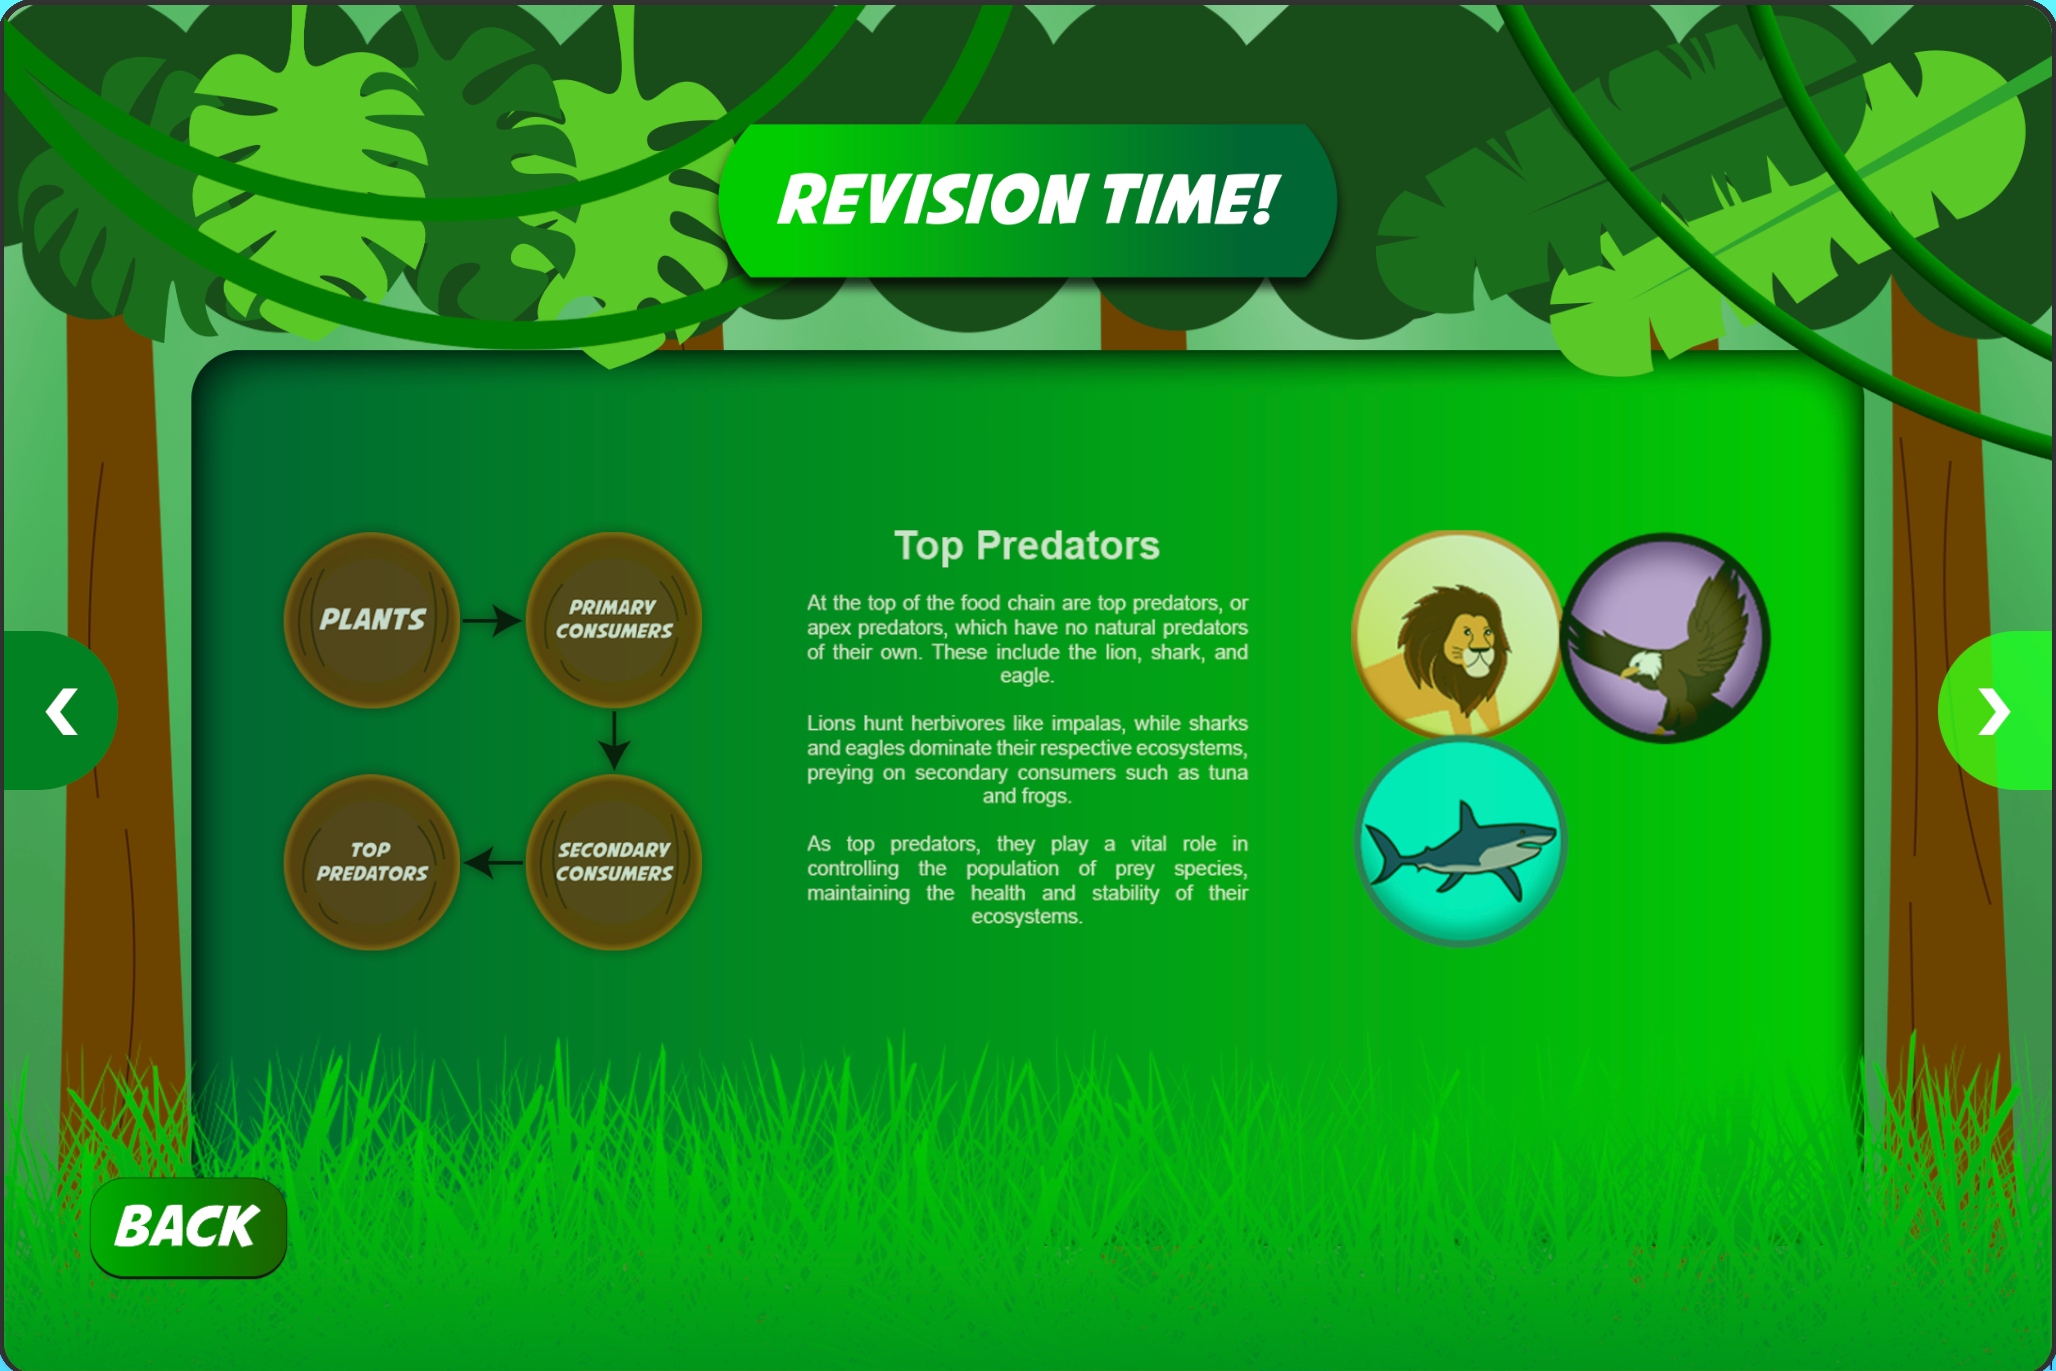 REVISION TIME!
PLANTS
PRIMARY
CONSUMERS
TOP
PREDATORS
SECONDARY
CONSUMERS
Top Predators
At the top of the food chain are top predators, or
apex predators, which have no natural predators
of their own. These include the lion, shark, and
eagle.
Lions hunt herbivores like impalas, while sharks
and eagles dominate their respective ecosystems,
preying on secondary consumers such as tuna
and frogs.
As top predators, they play a vital role in
controlling the population of prey species,
maintaining the health and stability of their
ecosystems.
BACK